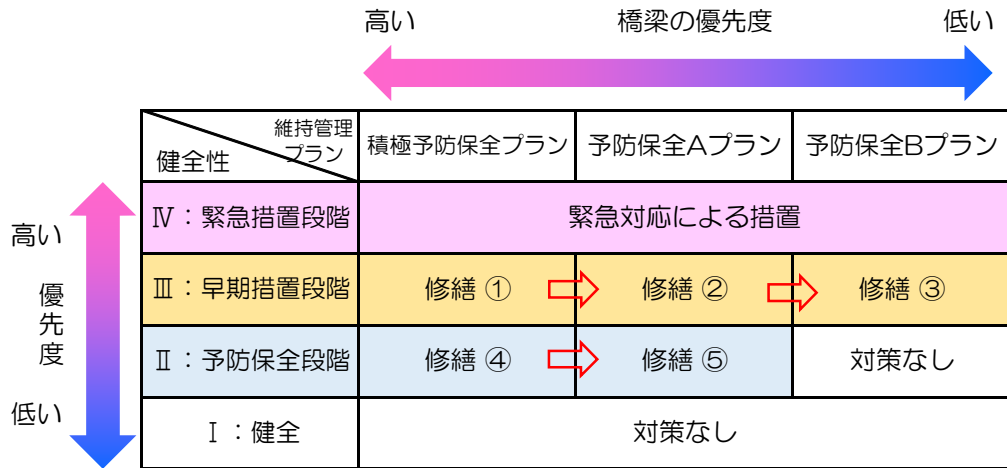 高い 橋梁の優先度 低い
維持管理
プラン
健全性
積極予防保全プラン 予防保全Aプラン 予防保全Bプラン
高い
優先度
低い
Ⅳ：緊急措置段階 緊急対応による措置
Ⅲ：早期措置段階 修繕 ① 修繕 ② 修繕 ③
Ⅱ：予防保全段階 修繕 ④ 修繕 ⑤ 対策なし
Ⅰ：健全 対策なし